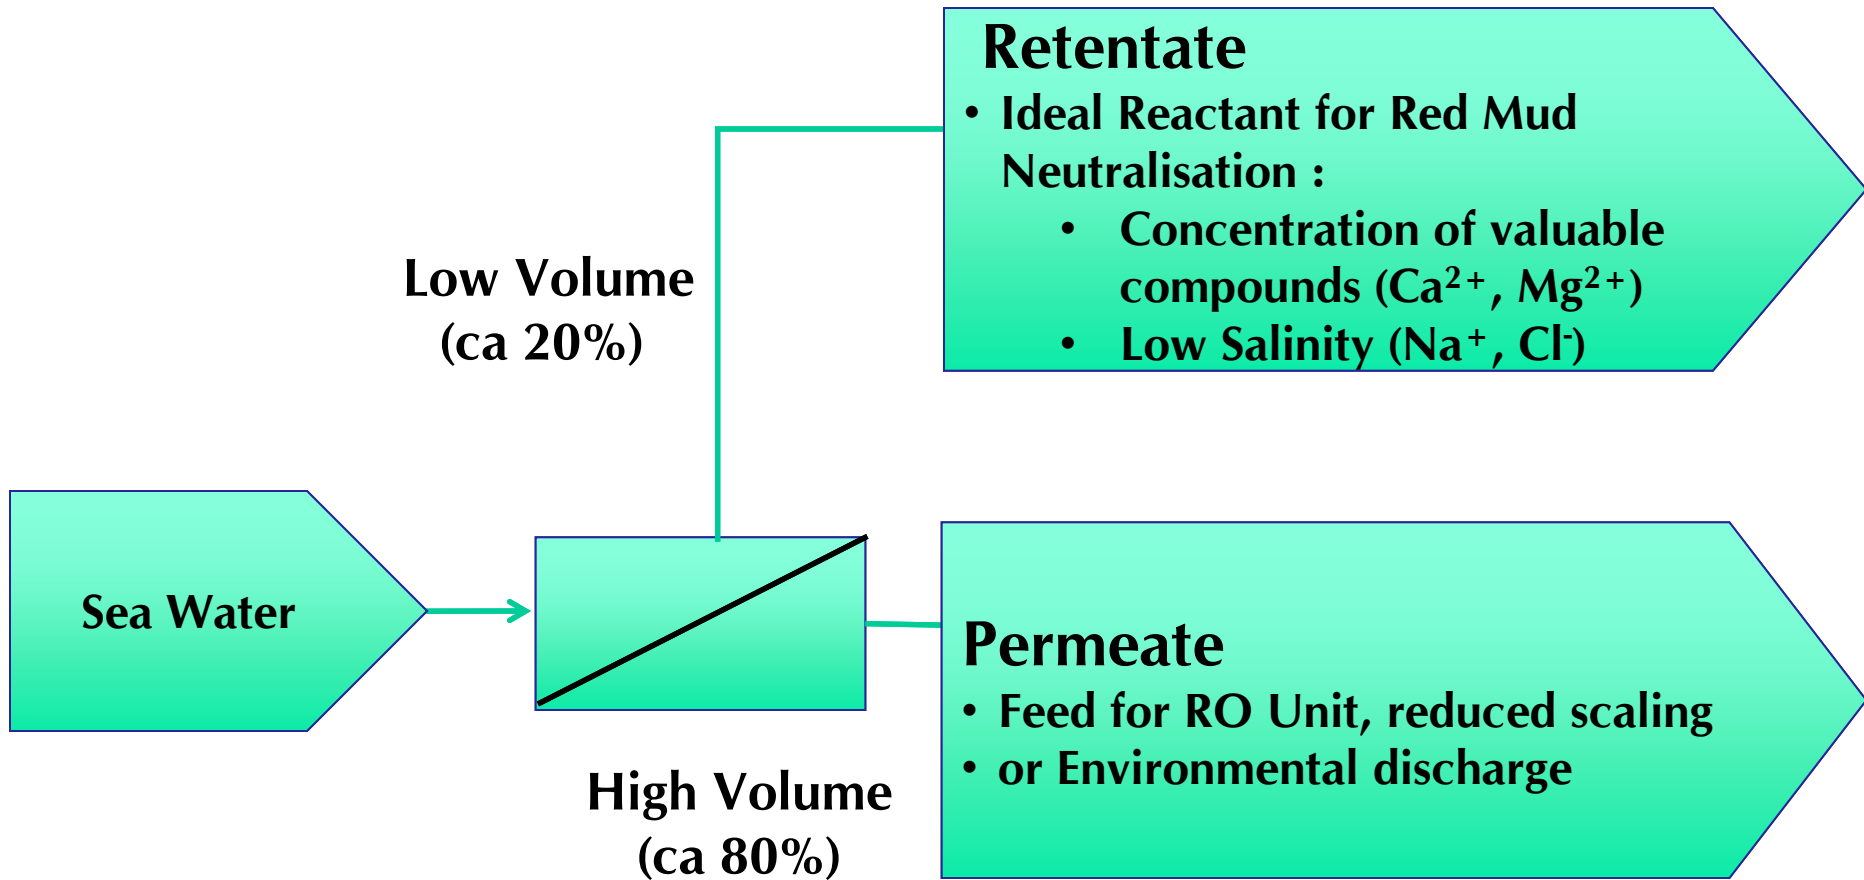 Retentate
• Ideal Reactant for Red Mud
Neutralisation :
• Concentration of valuable
compounds (Ca²⁺, Mg²⁺)
• Low Salinity (Na⁺, Cl⁻)
Low Volume
(ca 20%)
Sea Water
Permeate
• Feed for RO Unit, reduced scaling
• or Environmental discharge
High Volume
(ca 80%)